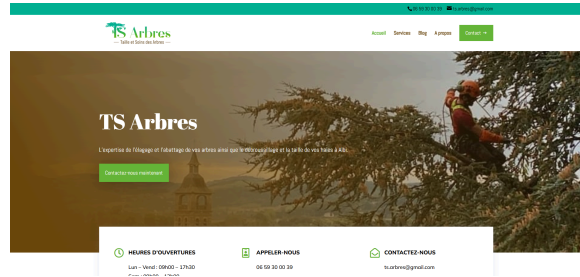 06 59 30 00 39 ts.arbres@gmail.com
TS Arbres
Taille et Soins des Arbres
Accueil Services Blog A propos Contact
TS Arbres
L'expertise de l'élagage et l'abattage de vos arbres ainsi que le débroussaillage et la taille de vos haies à Albi.
Contactez-nous maintenant
HEURES D'OUVERTURES
Lun – Vend : 09h00 – 17h30
APPELER-NOUS
06 59 30 00 39
CONTACTEZ-NOUS
ts.arbres@gmail.com